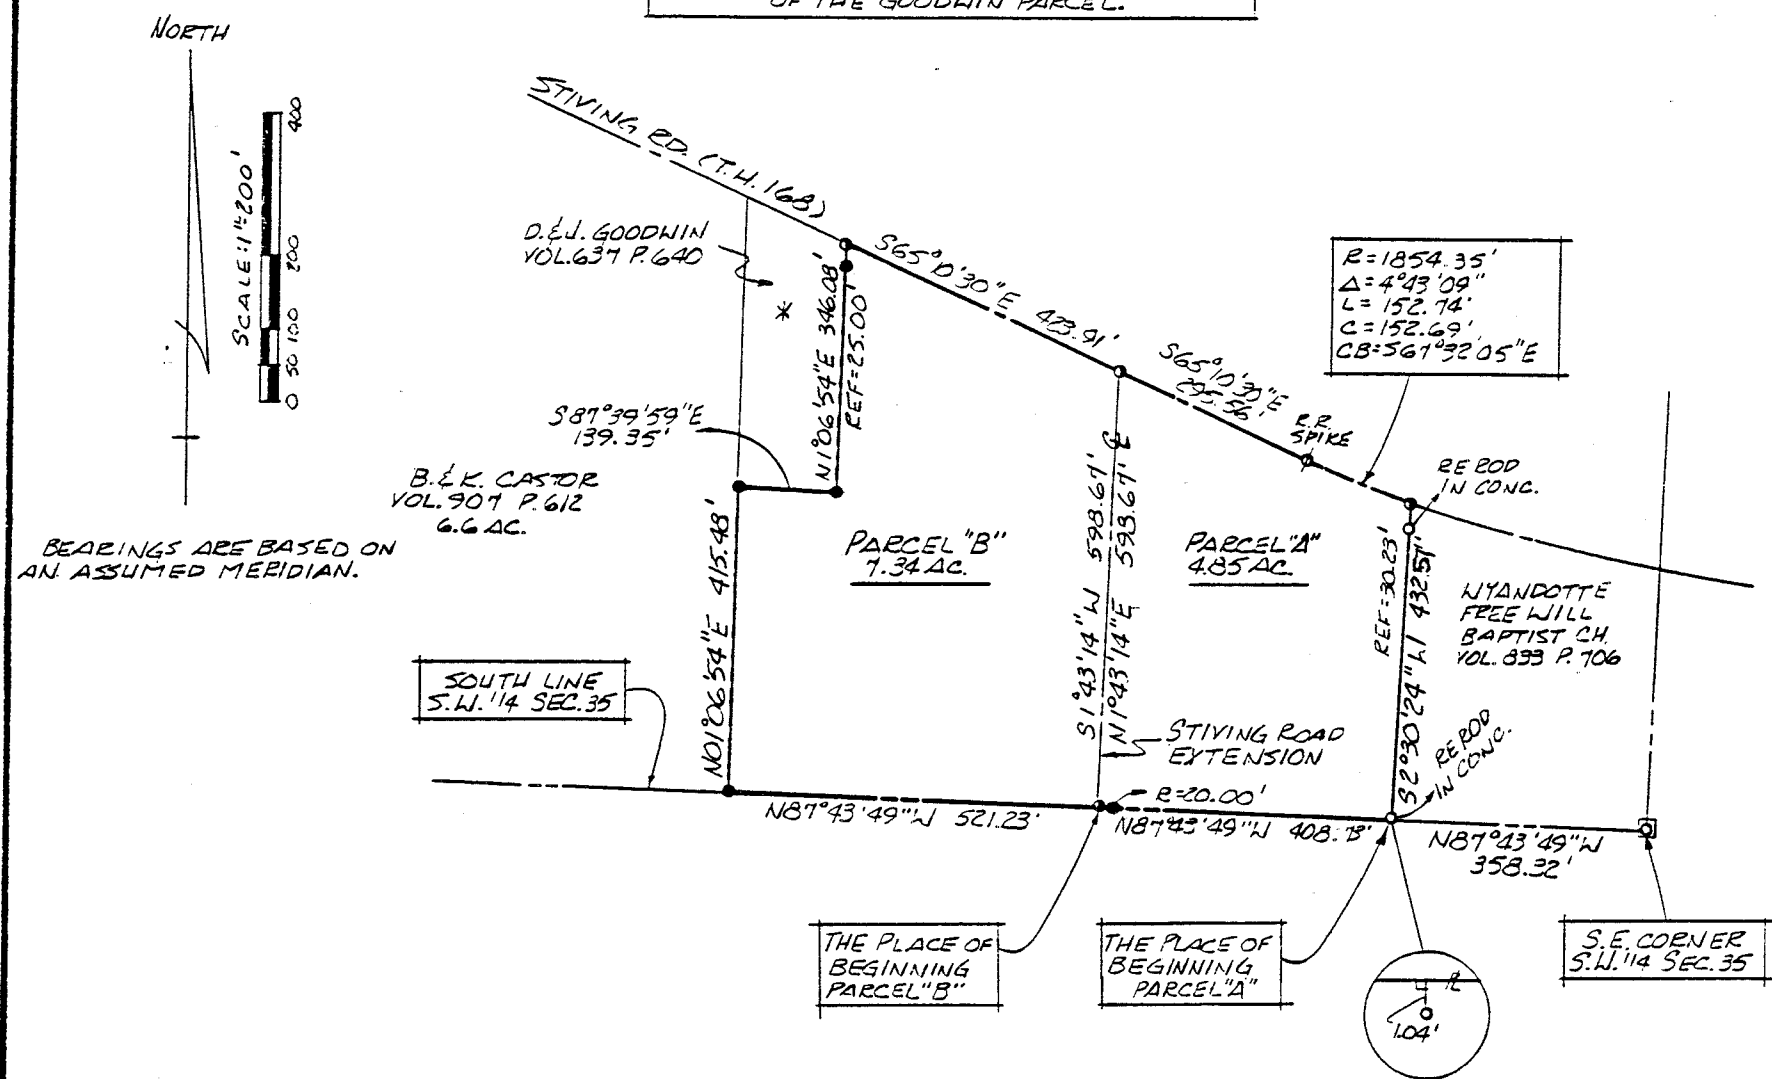 OF THE GOODWIN PARCEL.
NORTH
SCALE: 1"=200'
400
200
100
50
0
BEARINGS ARE BASED ON
AN ASSUMED MERIDIAN.
STIVING RD. (T.H. 168)
D.&J. GOODWIN
VOL.637 P.640
*
S87°39'59"E
139.35'
B.& K. CASTOR
VOL.907 P.612
6.6 AC.
N1°06'54"E 346.08'
REF=25.00'
S65°10'30"E 423.91'
S65°10'30"E
295.56'
R.R.
SPIKE
R=1854.35'
Δ=4°43'09"
L=152.74'
C=152.69'
CB=S67°32'05"E
RE ROD
IN CONC.
N01°06'54"E 415.48'
PARCEL "B"
7.34 AC.
S1°43'14"W 598.67' ℄
N1°43'14"E 598.67'
PARCEL "A"
4.85 AC.
REF=30.23'
S2°30'24"W 432.57'
WYANDOTTE
FREE WILL
BAPTIST CH.
VOL. 833 P. 706
SOUTH LINE
S.W. 1/4 SEC.35
STIVING ROAD
EXTENSION
RE ROD
IN CONC.
R=20.00'
N87°43'49"W 521.23'
N87°43'49"W 408.13'
N87°43'49"W
358.32'
THE PLACE OF
BEGINNING
PARCEL "B"
THE PLACE OF
BEGINNING
PARCEL "A"
S.E. CORNER
S.W. 1/4 SEC.35
1.04'